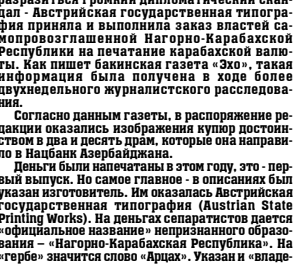 разразиться громкий дипломатический скан-
дал - Австрийская государственная типогра-
фия приняла и выполнила заказ властей са-
мопровозглашенной Нагорно-Карабахской
Республики на печатание карабахской валю-
ты. Как пишет бакинская газета «Эхо», такая
информация была получена в ходе более
двухнедельного журналистского расследова-
ния.
Согласно данным газеты, в распоряжение ре-
дакции оказались изображения купюр достоин-
ством в два и десять драм, которые она направи-
ло в Нацбанк Азербайджана.
Деньги были напечатаны в этом году, это - пер-
вый выпуск. Но самое главное - в описаниях был
указан изготовитель. Им оказалась Австрийская
государственная типография (Austrian State
Printing Works). На деньгах сепаратистов дается
«официальное название» непризнанного образо-
вания – «Нагорно-Карабахская Республика». На
«гербе» значится слово «Арцах». Указан и «владе-